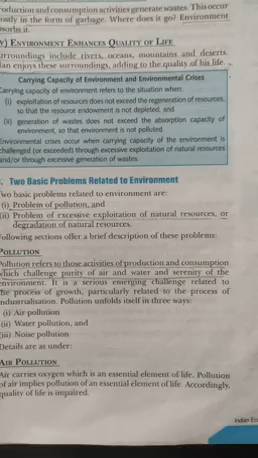 roduction and consumption activities generate wastes. This occur
ostly in the form of garbage. Where does it go? Environment
bsorbs it.
v) ENVIRONMENT ENHANCES QUALITY OF LIFE
urroundings include rivers, oceans, mountains and deserts.
lan enjoys these surroundings, adding to the quality of his life.
Carrying Capacity of Environment and Environmental Crises
Carrying capacity of environment refers to the situation when:
(i) exploitation of resources does not exceed the regeneration of resources,
so that the resource endowment is not depleted, and
(ii) generation of wastes does not exceed the absorption capacity of
environment, so that environment is not polluted.
Environmental crises occur when carrying capacity of the environment is
challenged (or exceeded) through excessive exploitation of natural resources
and/or through excessive generation of wastes.
. Two Basic Problems Related to Environment
Two basic problems related to environment are:
(i) Problem of pollution, and
(ii) Problem of excessive exploitation of natural resources, or
degradation of natural resources.
Following sections offer a brief description of these problems:
POLLUTION
Pollution refers to those activities of production and consumption
which challenge purity of air and water and serenity of the
environment. It is a serious emerging challenge related to
the process of growth, particularly related to the process of
industrialisation. Pollution unfolds itself in three ways:
(i) Air pollution
(ii) Water pollution, and
(iii) Noise pollution
Details are as under:
AIR POLLUTION
Air carries oxygen which is an essential element of life. Pollution
of air implies pollution of an essential element of life. Accordingly,
quality of life is impaired.
Indian Ec